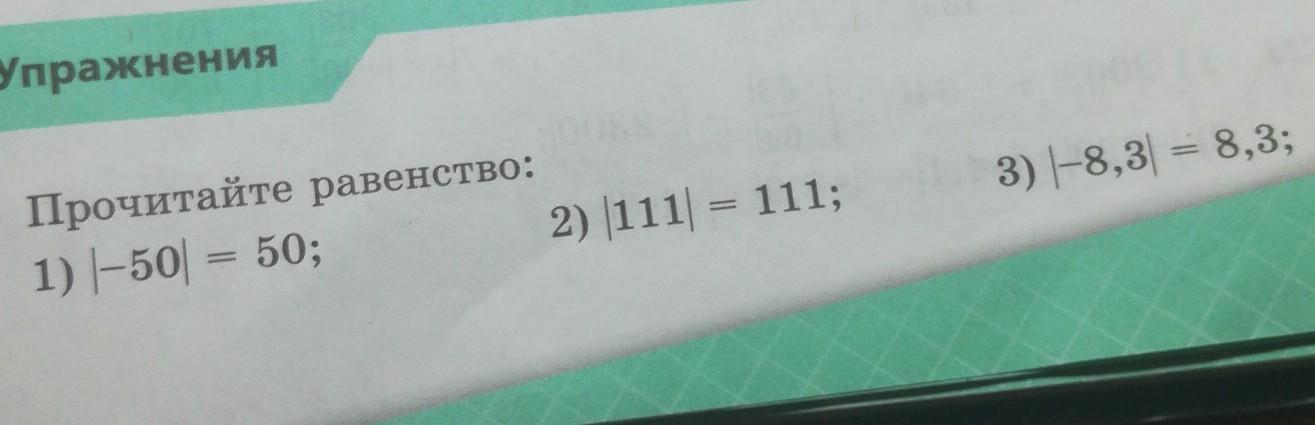 Упражнения
Прочитайте равенство:
1) |−50| = 50;
2) |111| = 111;
3) |−8,3| = 8,3;